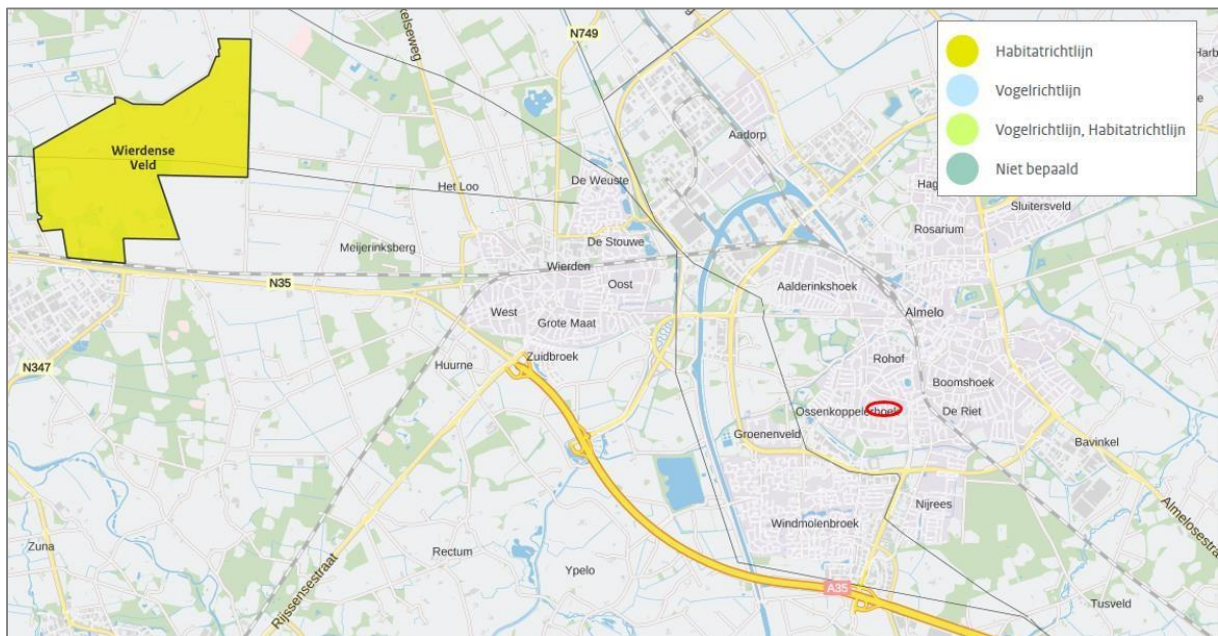 N749
Habitatrichtlijn
Vogelrichtlijn
Vogelrichtlijn, Habitatrichtlijn
Niet bepaald
Aadorp
Wierdense
Veld
De Weuste
Het Loo
Sluitersveld
Rosarium
De Stouwe
Meijerinksberg
Wierden
N35
Oost
Aalderinkshoek
Almelo
West
Grote Maat
Zuidbroek
Rohof
Huurne
N347
Boomshoek
Ossenkoppelerhoek
De Riet
Groenenveld
Bavinkel
Nijrees
Windmolenbroek
Zuna
Rectum
Ypelo
A35
Rijssensestraat
Almelosestra
Tusveld